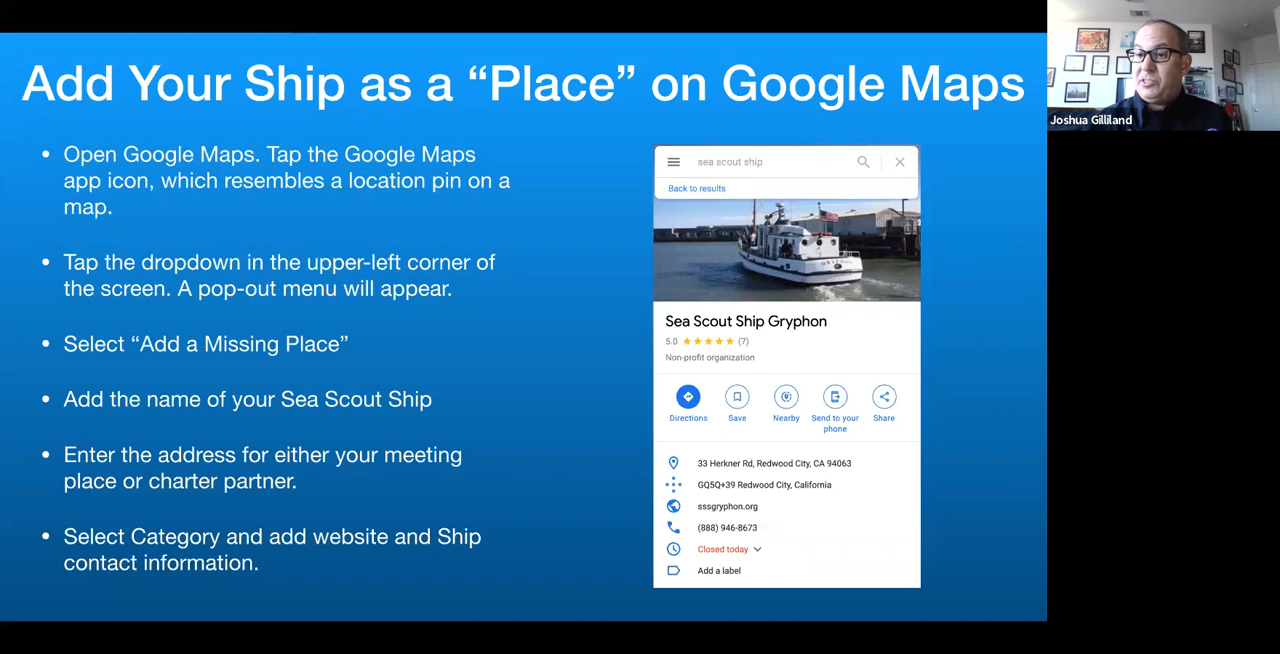 Add Your Ship as a “Place” on Google Maps
• Open Google Maps. Tap the Google Maps
app icon, which resembles a location pin on a
map.
• Tap the dropdown in the upper-left corner of
the screen. A pop-out menu will appear.
• Select “Add a Missing Place”
• Add the name of your Sea Scout Ship
• Enter the address for either your meeting
place or charter partner.
• Select Category and add website and Ship
contact information.
sea scout ship
Back to results
Sea Scout Ship Gryphon
5.0 ★★★★★ (7)
Non-profit organization
Directions Save Nearby Send to your phone Share
33 Herkner Rd, Redwood City, CA 94063
GQ5Q+39 Redwood City, California
sssgryphon.org
(888) 946-8673
Closed today
Add a label
Joshua Gilliland